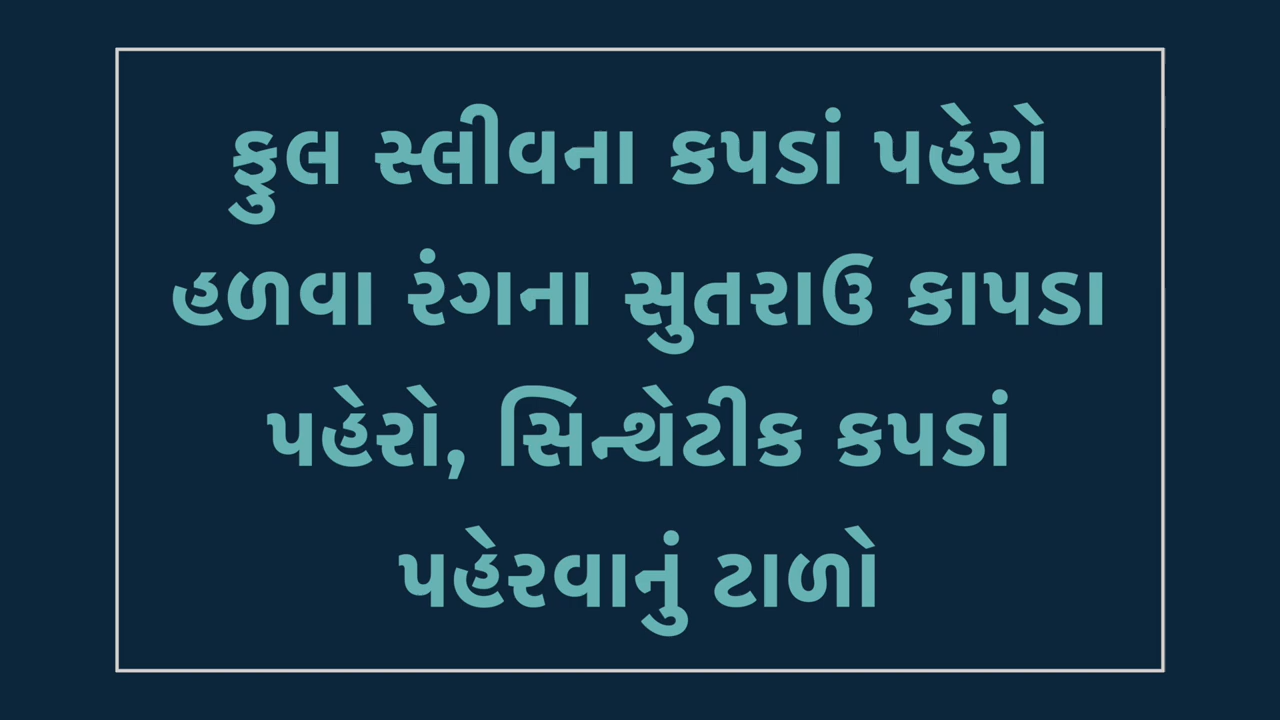 ફુલ સ્લીવના કપડાં પહેરો
હળવા રંગના સુતરાઉ કાપડા
પહેરો, સિન્થેટીક કપડાં
પહેરવાનું ટાળો